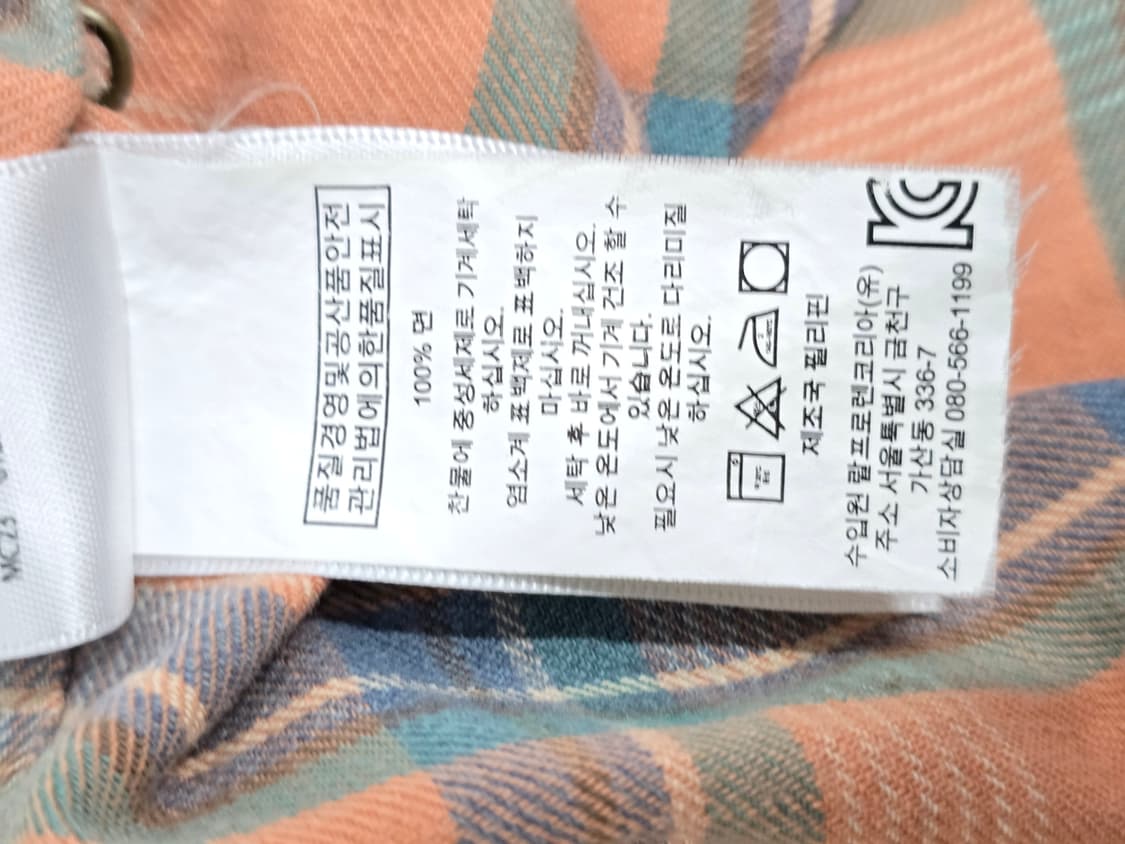 품질경영및공산품안전
관리법에의한품질표시
100% 면
찬물에 중성세제로 기계세탁
하십시오.
염소계 표백제로 표백하지
마십시오.
세탁 후 바로 꺼내십시오.
낮은 온도에서 기계 건조 할 수
있습니다.
필요시 낮은 온도로 다리미질
하십시오.
제조국 필리핀
수입원 랄프로렌코리아(유)
주소 서울특별시 금천구
가산동 336-7
소비자상담실 080-566-1199